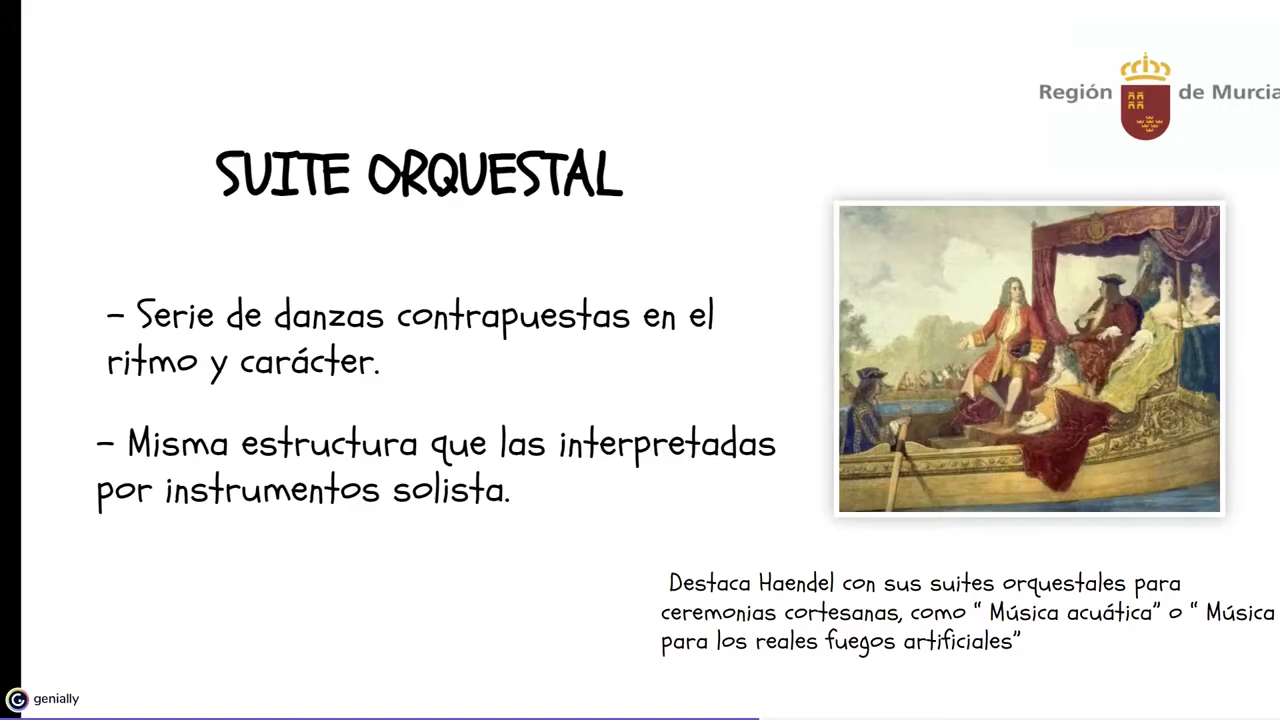 Región de Murcia
SUITE ORQUESTAL
- Serie de danzas contrapuestas en el
ritmo y carácter.
- Misma estructura que las interpretadas
por instrumentos solista.
Destaca Haendel con sus suites orquestales para
ceremonias cortesanas, como “ Música acuática” o “ Música
para los reales fuegos artificiales”
genially